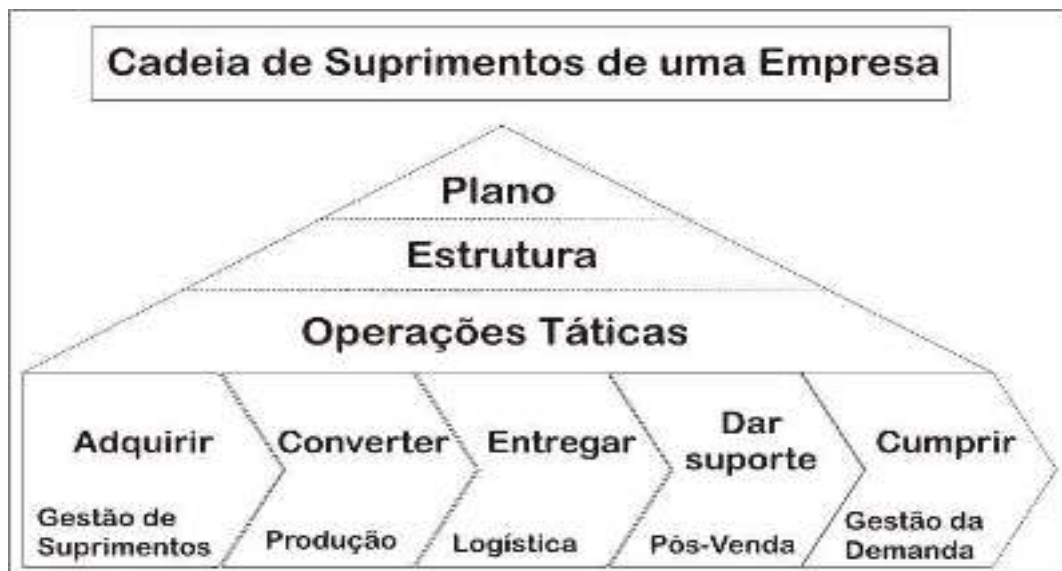 Cadeia de Suprimentos de uma Empresa
Plano
Estrutura
Operações Táticas
Adquirir
Gestão de
Suprimentos
Converter
Produção
Entregar
Logística
Dar
suporte
Pós-Venda
Cumprir
Gestão da
Demanda